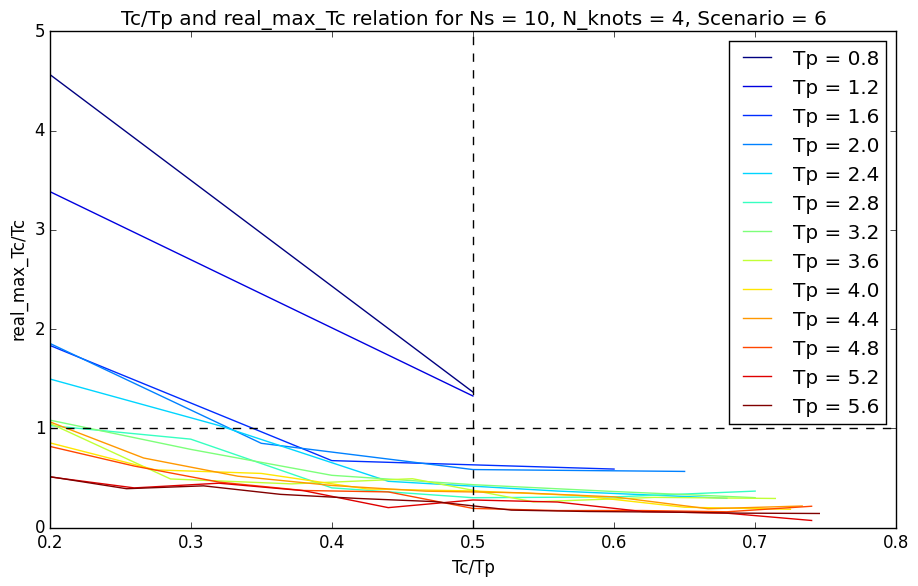 Tc/Tp and real_max_Tc relation for Ns = 10, N_knots = 4, Scenario = 6
5
4
3
2
1
0
real_max_Tc/Tc
Tp = 0.8
Tp = 1.2
Tp = 1.6
Tp = 2.0
Tp = 2.4
Tp = 2.8
Tp = 3.2
Tp = 3.6
Tp = 4.0
Tp = 4.4
Tp = 4.8
Tp = 5.2
Tp = 5.6
0.2 0.3 0.4 0.5 0.6 0.7 0.8
Tc/Tp